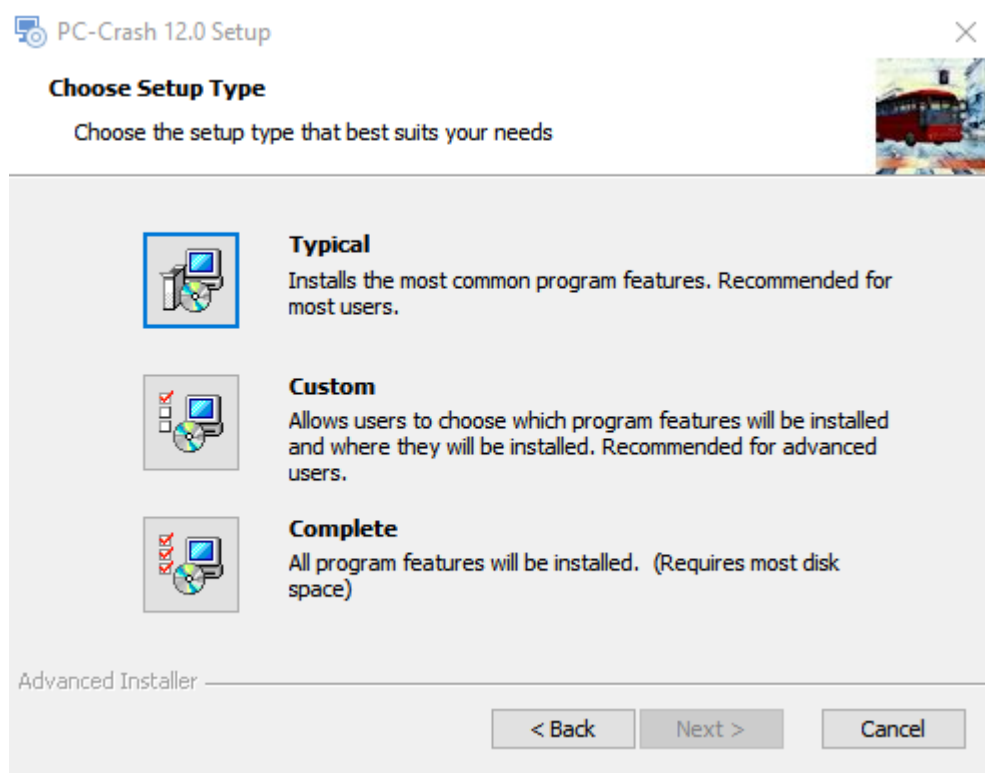 PC-Crash 12.0 Setup
Choose Setup Type
Choose the setup type that best suits your needs
Typical
Installs the most common program features. Recommended for
most users.
Custom
Allows users to choose which program features will be installed
and where they will be installed. Recommended for advanced
users.
Complete
All program features will be installed.  (Requires most disk
space)
Advanced Installer
< Back
Next >
Cancel